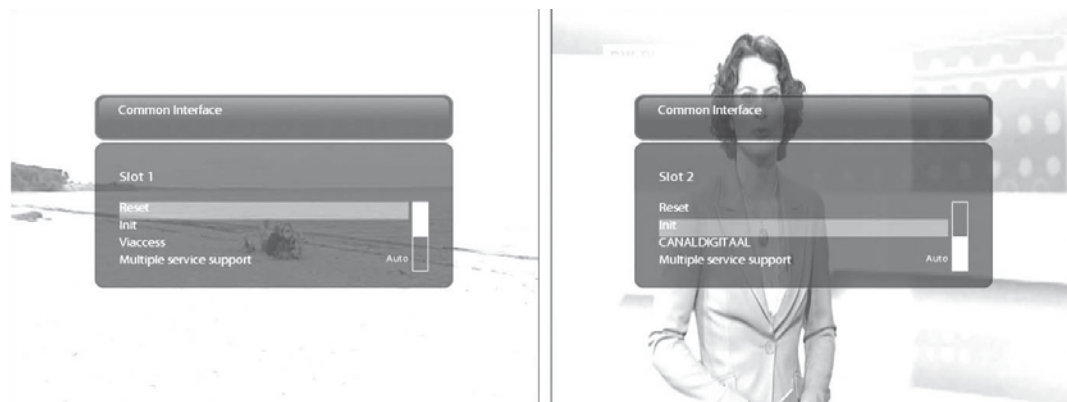 Common Interface
Slot 1
Reset
Init
Viaccess
Multiple service support Auto
Common Interface
Slot 2
Reset
Init
CANALDIGITAAL
Multiple service support Auto